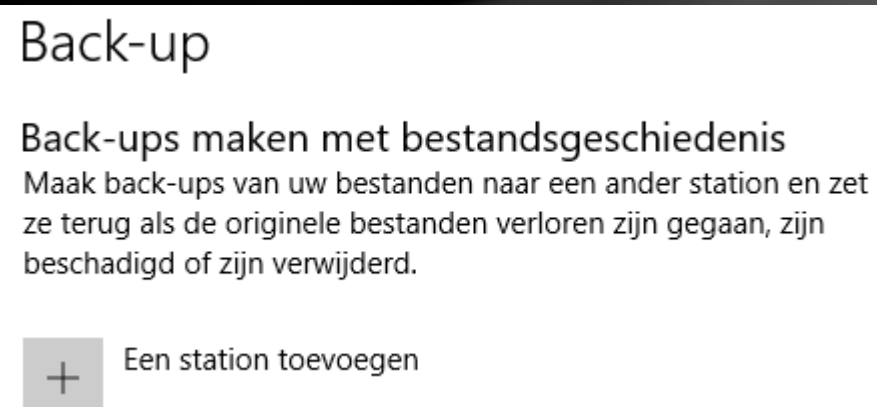 Back-up
Back-ups maken met bestandsgeschiedenis
Maak back-ups van uw bestanden naar een ander station en zet
ze terug als de originele bestanden verloren zijn gegaan, zijn
beschadigd of zijn verwijderd.
Een station toevoegen